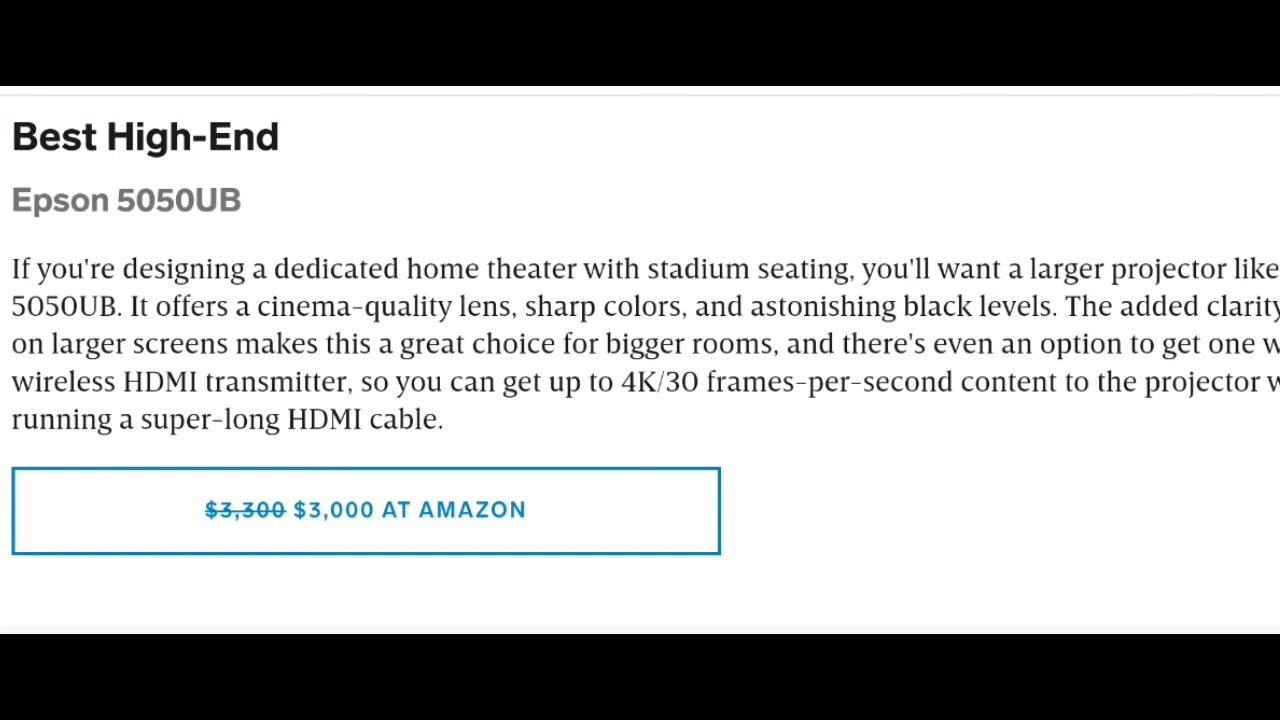 Best High-End
Epson 5050UB
If you're designing a dedicated home theater with stadium seating, you'll want a larger projector like
5050UB. It offers a cinema-quality lens, sharp colors, and astonishing black levels. The added clarity
on larger screens makes this a great choice for bigger rooms, and there's even an option to get one
wireless HDMI transmitter, so you can get up to 4K/30 frames-per-second content to the projector
running a super-long HDMI cable.
$3,300 $3,000 AT AMAZON